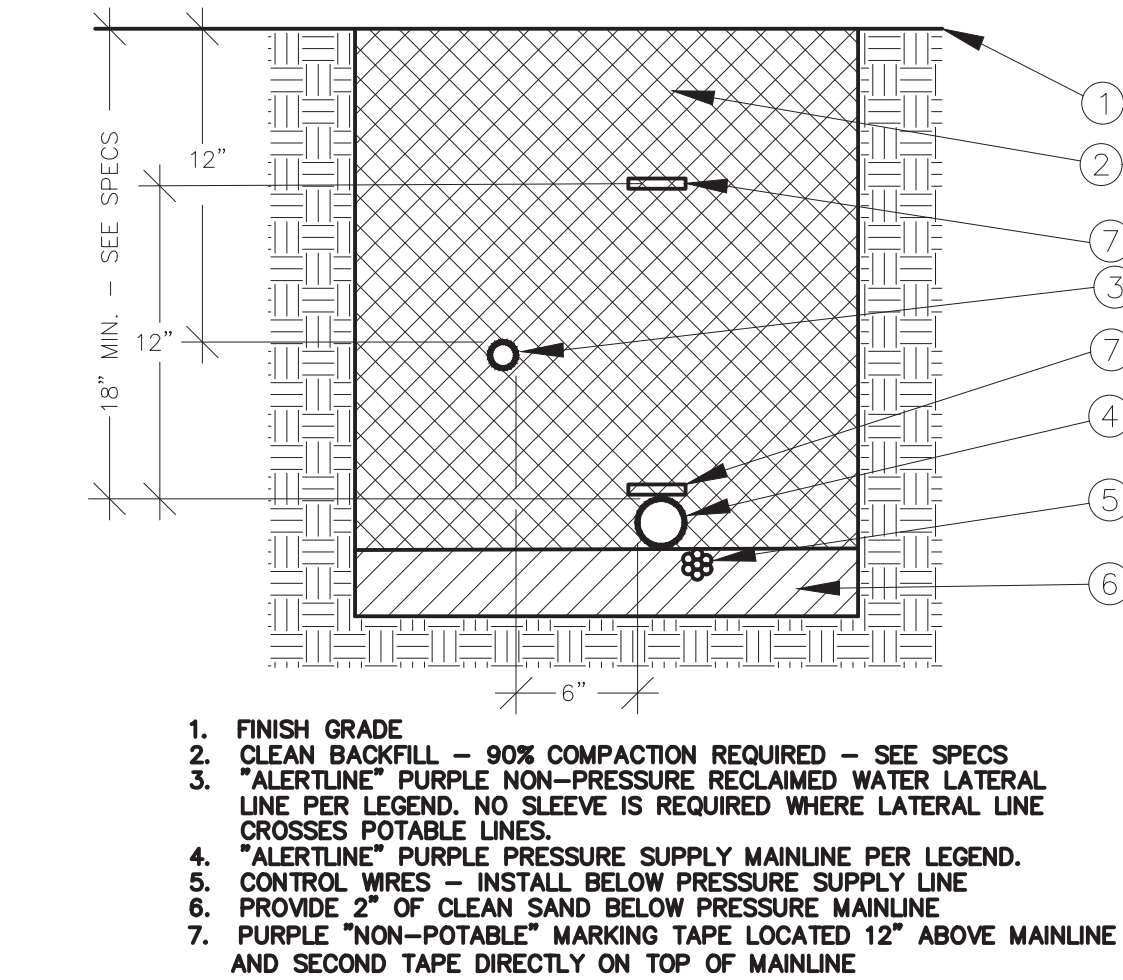 1
12”
2
18” MIN. – SEE SPECS
7
3
12”
7
4
5
6
6”
1. FINISH GRADE
2. CLEAN BACKFILL – 90% COMPACTION REQUIRED – SEE SPECS
3. "ALERTLINE" PURPLE NON–PRESSURE RECLAIMED WATER LATERAL
LINE PER LEGEND. NO SLEEVE IS REQUIRED WHERE LATERAL LINE
CROSSES POTABLE LINES.
4. "ALERTLINE" PURPLE PRESSURE SUPPLY MAINLINE PER LEGEND.
5. CONTROL WIRES – INSTALL BELOW PRESSURE SUPPLY LINE
6. PROVIDE 2" OF CLEAN SAND BELOW PRESSURE MAINLINE
7. PURPLE "NON–POTABLE" MARKING TAPE LOCATED 12" ABOVE MAINLINE
AND SECOND TAPE DIRECTLY ON TOP OF MAINLINE